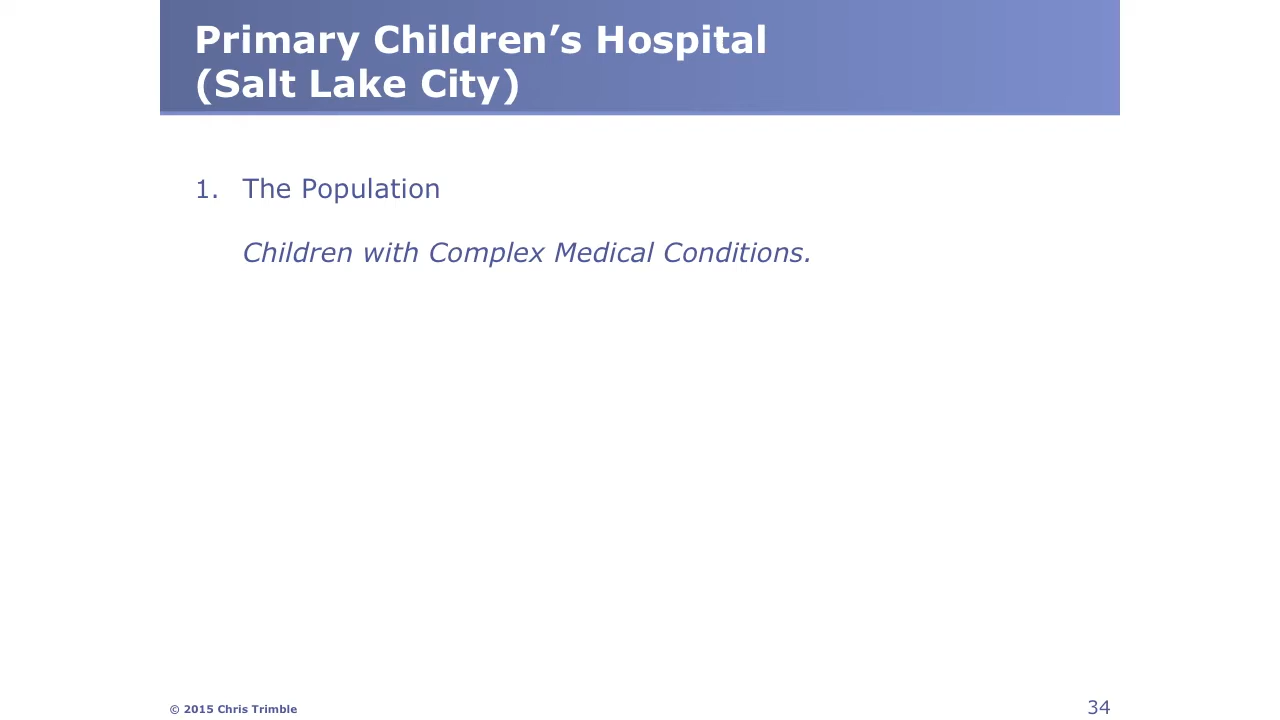 Primary Children’s Hospital
(Salt Lake City)
1. The Population
Children with Complex Medical Conditions.
© 2015 Chris Trimble
34